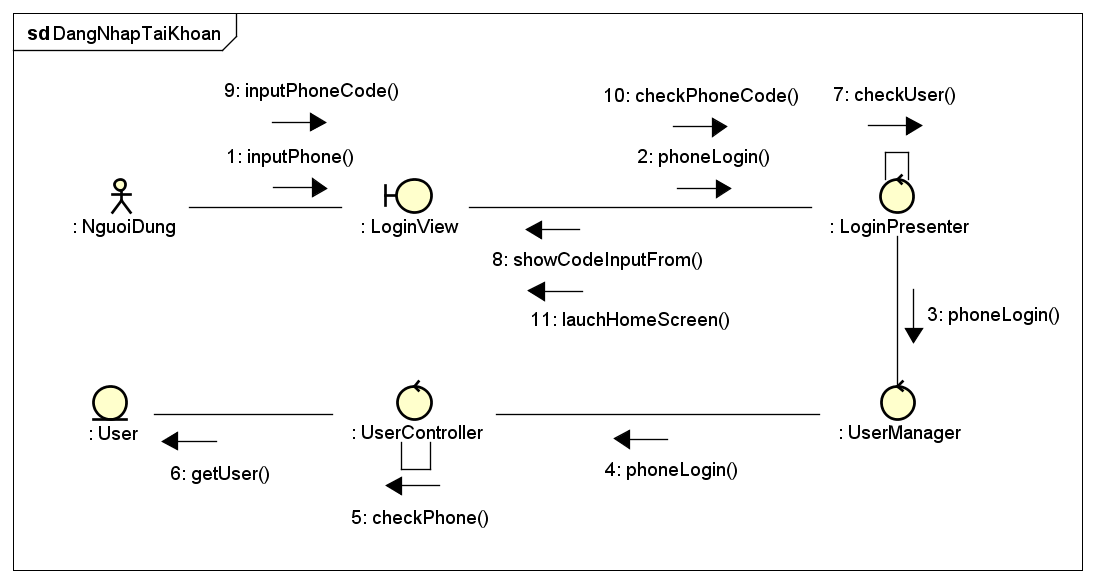 sd DangNhapTaiKhoan
9: inputPhoneCode()
10: checkPhoneCode()
7: checkUser()
1: inputPhone()
2: phoneLogin()
: NguoiDung
: LoginView
: LoginPresenter
8: showCodeInputFrom()
11: lauchHomeScreen()
3: phoneLogin()
: User
: UserController
: UserManager
6: getUser()
4: phoneLogin()
5: checkPhone()